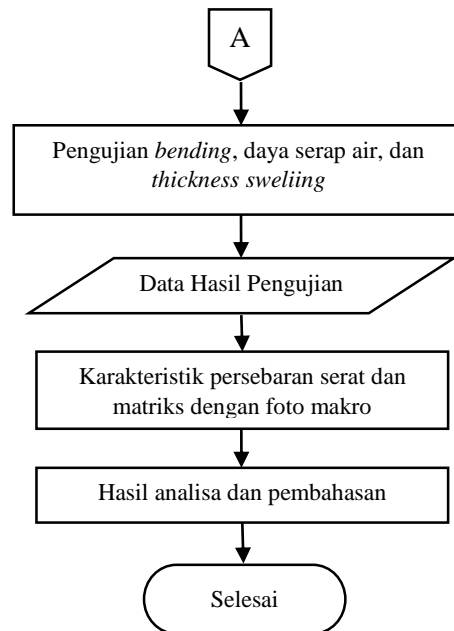 A
Pengujian bending, daya serap air, dan
thickness sweliing
Data Hasil Pengujian
Karakteristik persebaran serat dan
matriks dengan foto makro
Hasil analisa dan pembahasan
Selesai